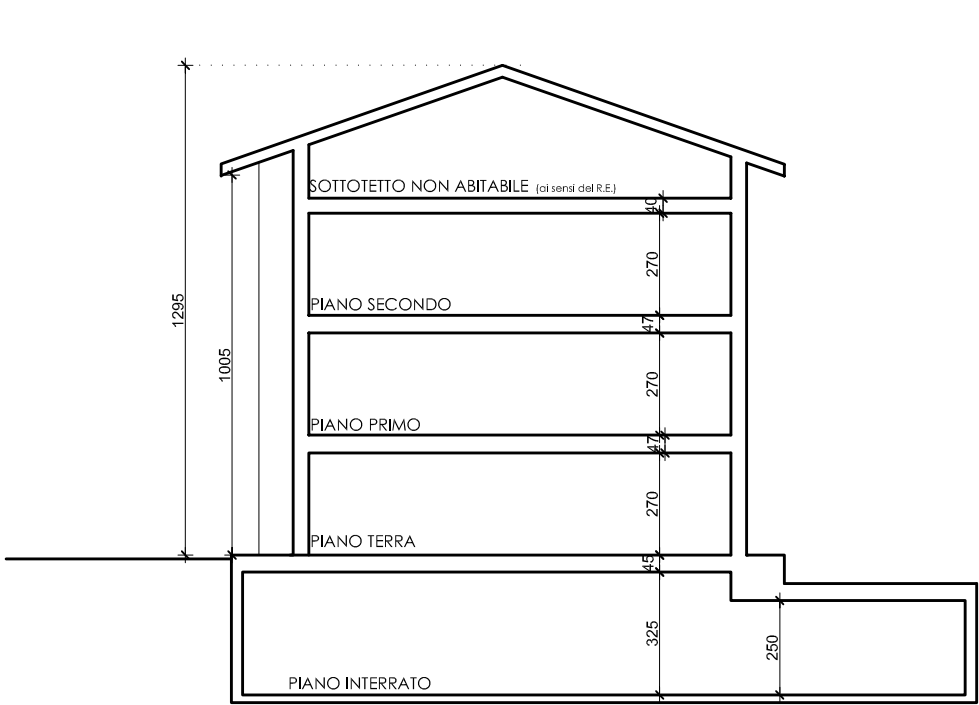 SOTTOTETTO NON ABITABILE (ai sensi del R.E.)
40
270
1295
PIANO SECONDO
47
1005
270
PIANO PRIMO
47
270
PIANO TERRA
45
325
250
PIANO INTERRATO